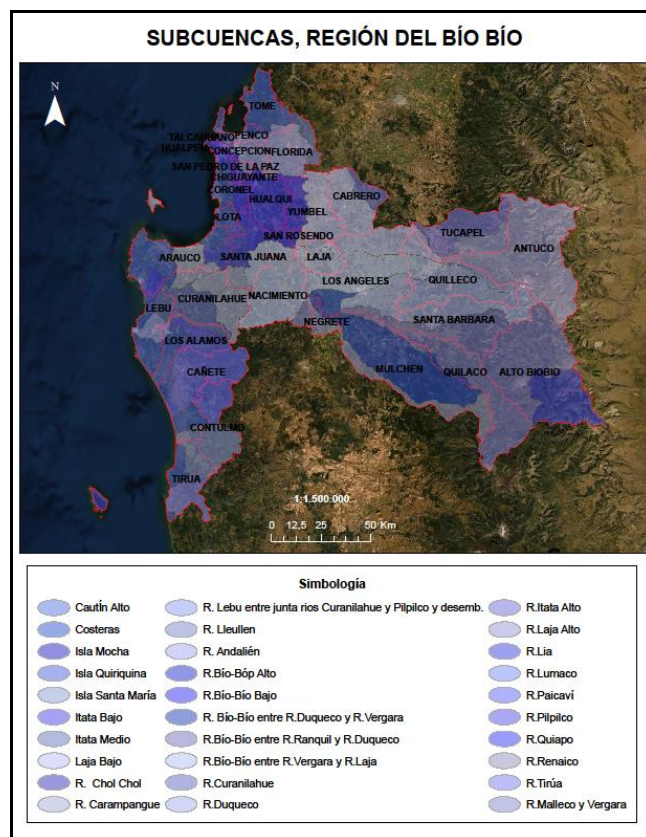 SUBCUENCAS, REGIÓN DEL BÍO BÍO
N
TOME
TALCAHUANO
PENCO
HUALPEN
CONCEPCION
FLORIDA
SAN PEDRO DE LA PAZ
CHIGUAYANTE
CORONEL
HUALQUI
CABRERO
LOTA
YUMBEL
TUCAPEL
SAN ROSENDO
ANTUCO
ARAUCO
SANTA JUANA
LAJA
LOS ANGELES
QUILLECO
CURANILAHUE
NACIMIENTO
LEBU
NEGRETE
SANTA BARBARA
LOS ALAMOS
CAÑETE
MULCHEN
QUILACO
ALTO BIOBIO
CONTULMO
TIRUA
1:1.500.000
0 12,5 25 50 Km
Simbología
Cautín Alto
Costeras
Isla Mocha
Isla Quiriquina
Isla Santa María
Itata Bajo
Itata Medio
Laja Bajo
R. Chol Chol
R. Carampangue
R. Lebu entre junta rios Curanilahue y Pilpilco y desemb.
R. Lleullen
R. Andalién
R.Bío-Bóp Alto
R.Bío-Bío Bajo
R. Bío-Bío entre R.Duqueco y R.Vergara
R.Bío-Bío entre R.Ranquil y R.Duqueco
R.Bío-Bío entre R.Vergara y R.Laja
R.Curanilahue
R.Duqueco
R.Itata Alto
R.Laja Alto
R.Lia
R.Lumaco
R.Paicaví
R.Pilpilco
R.Quiapo
R.Renaico
R.Tirúa
R.Malleco y Vergara